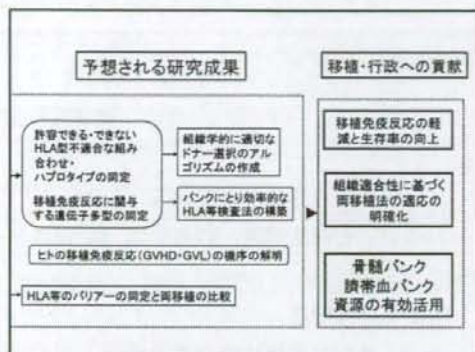 予想される研究成果
移植・行政への貢献
許容できる・できない
HLA型不適合な組み
合わせ・
ハプロタイプの同定
移植免疫反応に関与
する遺伝子多型の同定
組織学的に適切な
ドナー選択のアル
ゴリズムの作成
バンクにとり効率的な
HLA等検査法の構築
ヒトの移植免疫反応(GVHD・GVL)の機序の解明
HLA等のバリアーの同定と両移植の比較
移植免疫反応の軽
減と生存率の向上
組織適合性に基づく
両移植法の適応の
明確化
骨髄バンク
臍帯血バンク
資源の有効活用